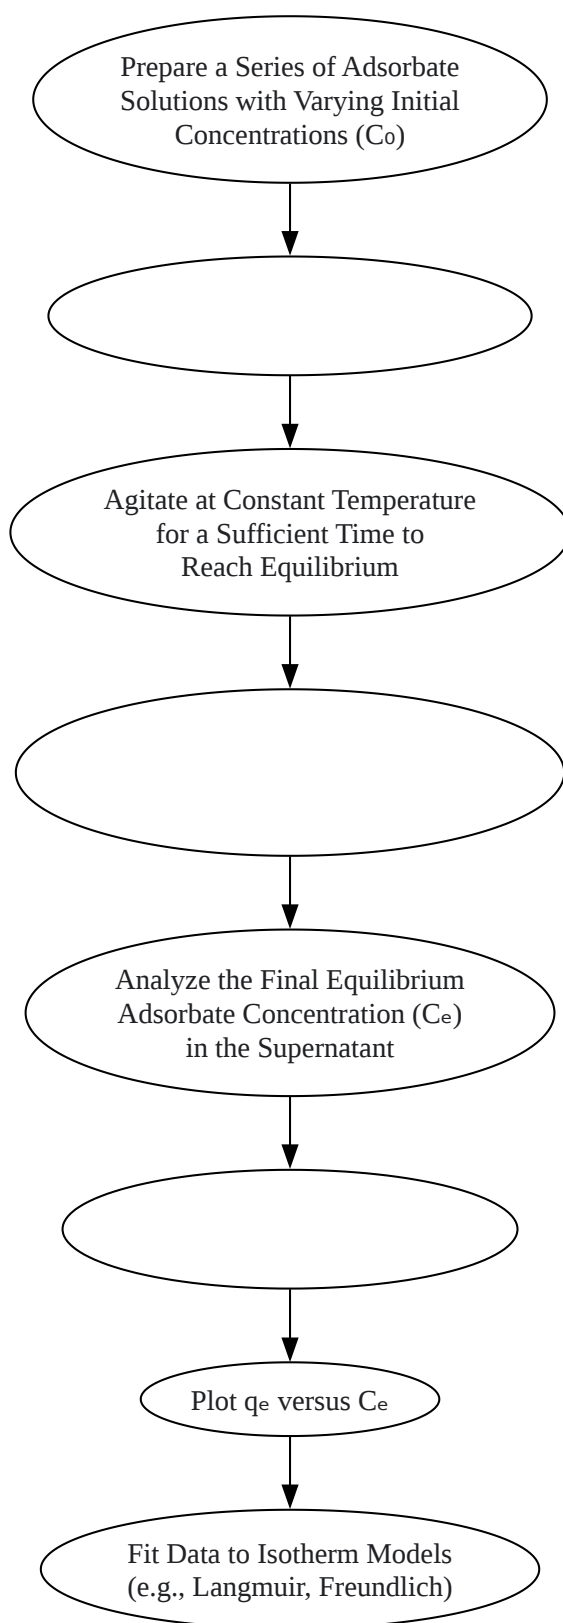 Prepare a Series of Adsorbate
Solutions with Varying Initial
Concentrations (C₀)
Agitate at Constant Temperature
for a Sufficient Time to
Reach Equilibrium
Analyze the Final Equilibrium
Adsorbate Concentration (Cₑ)
in the Supernatant
Plot qₑ versus Cₑ
Fit Data to Isotherm Models
(e.g., Langmuir, Freundlich)